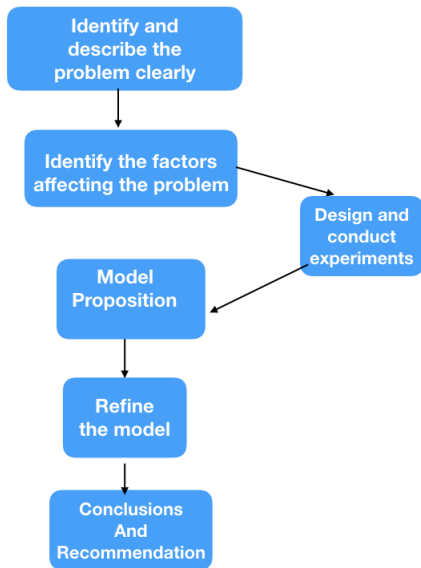 Identify and
describe the
problem clearly
Identify the factors
affecting the problem
Design and
conduct
experiments
Model
Proposition
Refine
the model
Conclusions
And
Recommendation